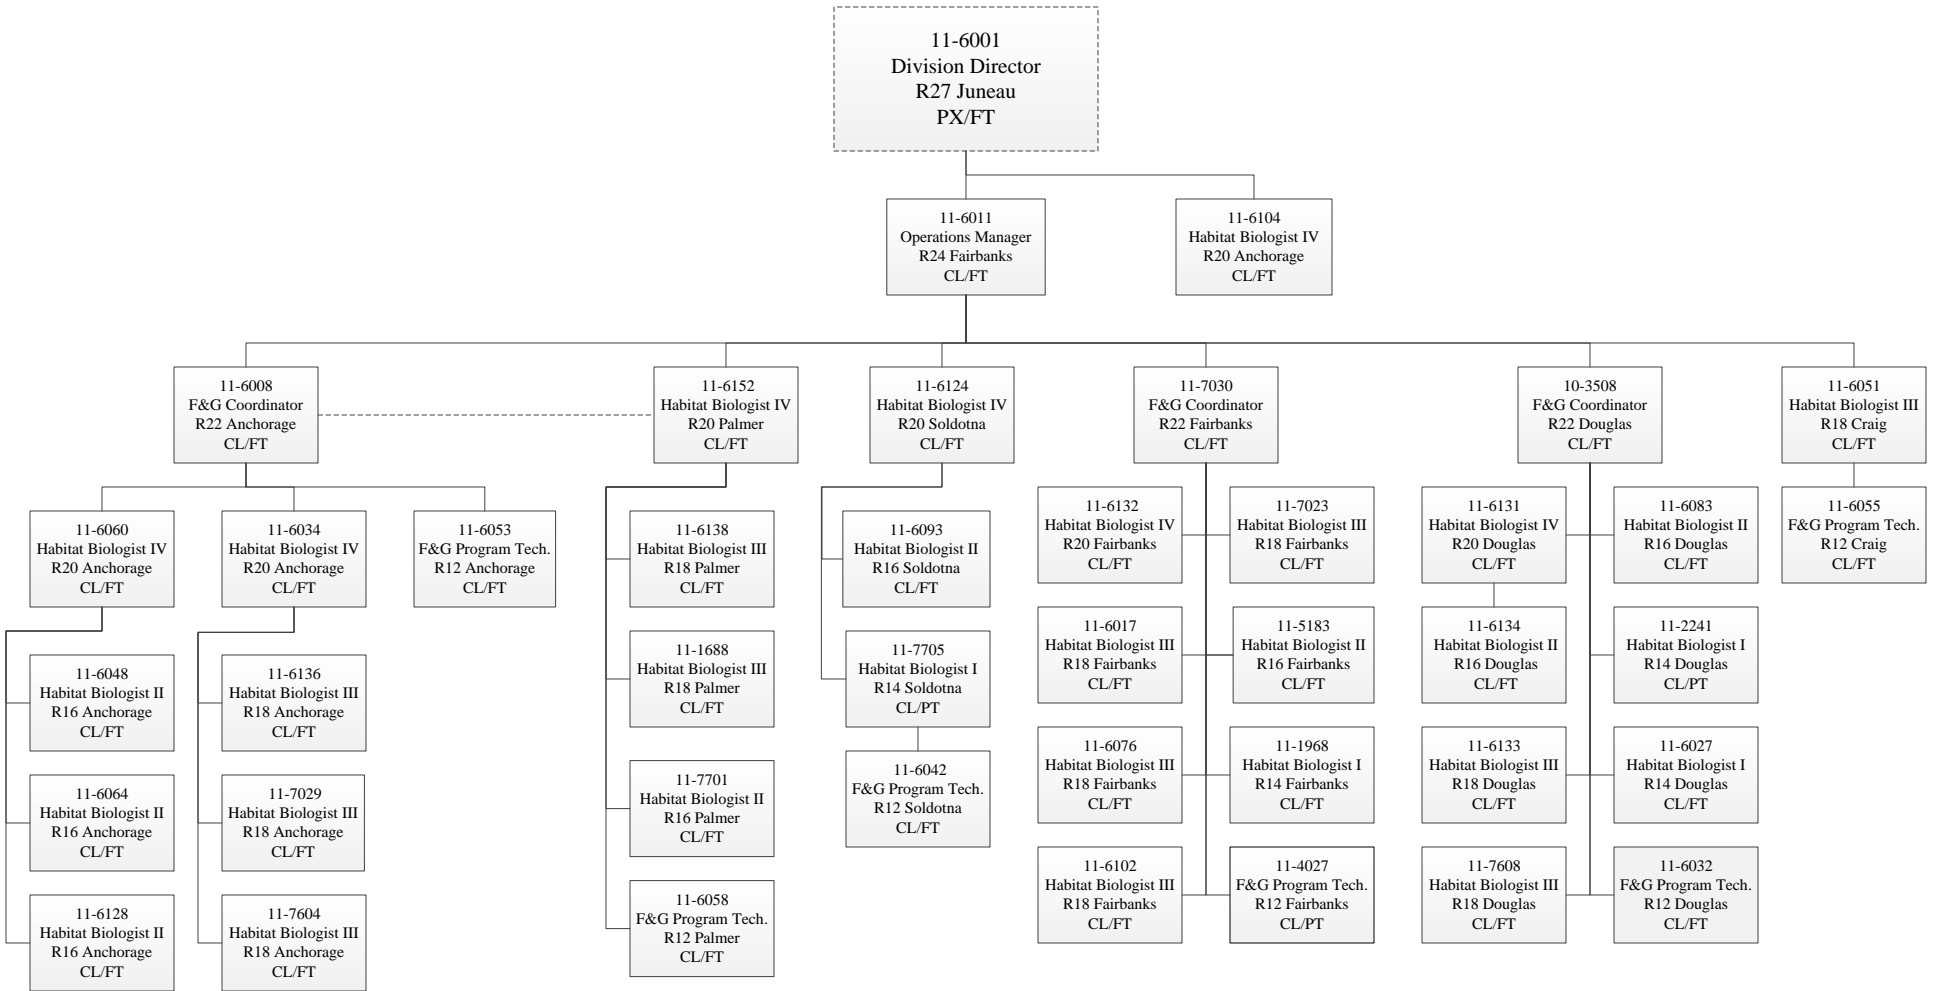 11-6001
Division Director
R27 Juneau
PX/FT
11-6011
Operations Manager
R24 Fairbanks
CL/FT
11-6104
Habitat Biologist IV
R20 Anchorage
CL/FT
11-6008
F&G Coordinator
R22 Anchorage
CL/FT
11-6152
Habitat Biologist IV
R20 Palmer
CL/FT
11-6124
Habitat Biologist IV
R20 Soldotna
CL/FT
11-7030
F&G Coordinator
R22 Fairbanks
CL/FT
10-3508
F&G Coordinator
R22 Douglas
CL/FT
11-6051
Habitat Biologist III
R18 Craig
CL/FT
11-6060
Habitat Biologist IV
R20 Anchorage
CL/FT
11-6034
Habitat Biologist IV
R20 Anchorage
CL/FT
11-6053
F&G Program Tech.
R12 Anchorage
CL/FT
11-6138
Habitat Biologist III
R18 Palmer
CL/FT
11-6093
Habitat Biologist II
R16 Soldotna
CL/FT
11-6132
Habitat Biologist IV
R20 Fairbanks
CL/FT
11-7023
Habitat Biologist III
R18 Fairbanks
CL/FT
11-6131
Habitat Biologist IV
R20 Douglas
CL/FT
11-6083
Habitat Biologist II
R16 Douglas
CL/FT
11-6055
F&G Program Tech.
R12 Craig
CL/FT
11-6048
Habitat Biologist II
R16 Anchorage
CL/FT
11-6136
Habitat Biologist III
R18 Anchorage
CL/FT
11-1688
Habitat Biologist III
R18 Palmer
CL/FT
11-7705
Habitat Biologist I
R14 Soldotna
CL/PT
11-6017
Habitat Biologist III
R18 Fairbanks
CL/FT
11-5183
Habitat Biologist II
R16 Fairbanks
CL/FT
11-6134
Habitat Biologist II
R16 Douglas
CL/FT
11-2241
Habitat Biologist I
R14 Douglas
CL/PT
11-6064
Habitat Biologist II
R16 Anchorage
CL/FT
11-7029
Habitat Biologist III
R18 Anchorage
CL/FT
11-7701
Habitat Biologist II
R16 Palmer
CL/FT
11-6042
F&G Program Tech.
R12 Soldotna
CL/FT
11-6076
Habitat Biologist III
R18 Fairbanks
CL/FT
11-1968
Habitat Biologist I
R14 Fairbanks
CL/FT
11-6133
Habitat Biologist III
R18 Douglas
CL/FT
11-6027
Habitat Biologist I
R14 Douglas
CL/FT
11-6128
Habitat Biologist II
R16 Anchorage
CL/FT
11-7604
Habitat Biologist III
R18 Anchorage
CL/FT
11-6058
F&G Program Tech.
R12 Palmer
CL/FT
11-6102
Habitat Biologist III
R18 Fairbanks
CL/FT
11-4027
F&G Program Tech.
R12 Fairbanks
CL/PT
11-7608
Habitat Biologist III
R18 Douglas
CL/FT
11-6032
F&G Program Tech.
R12 Douglas
CL/FT